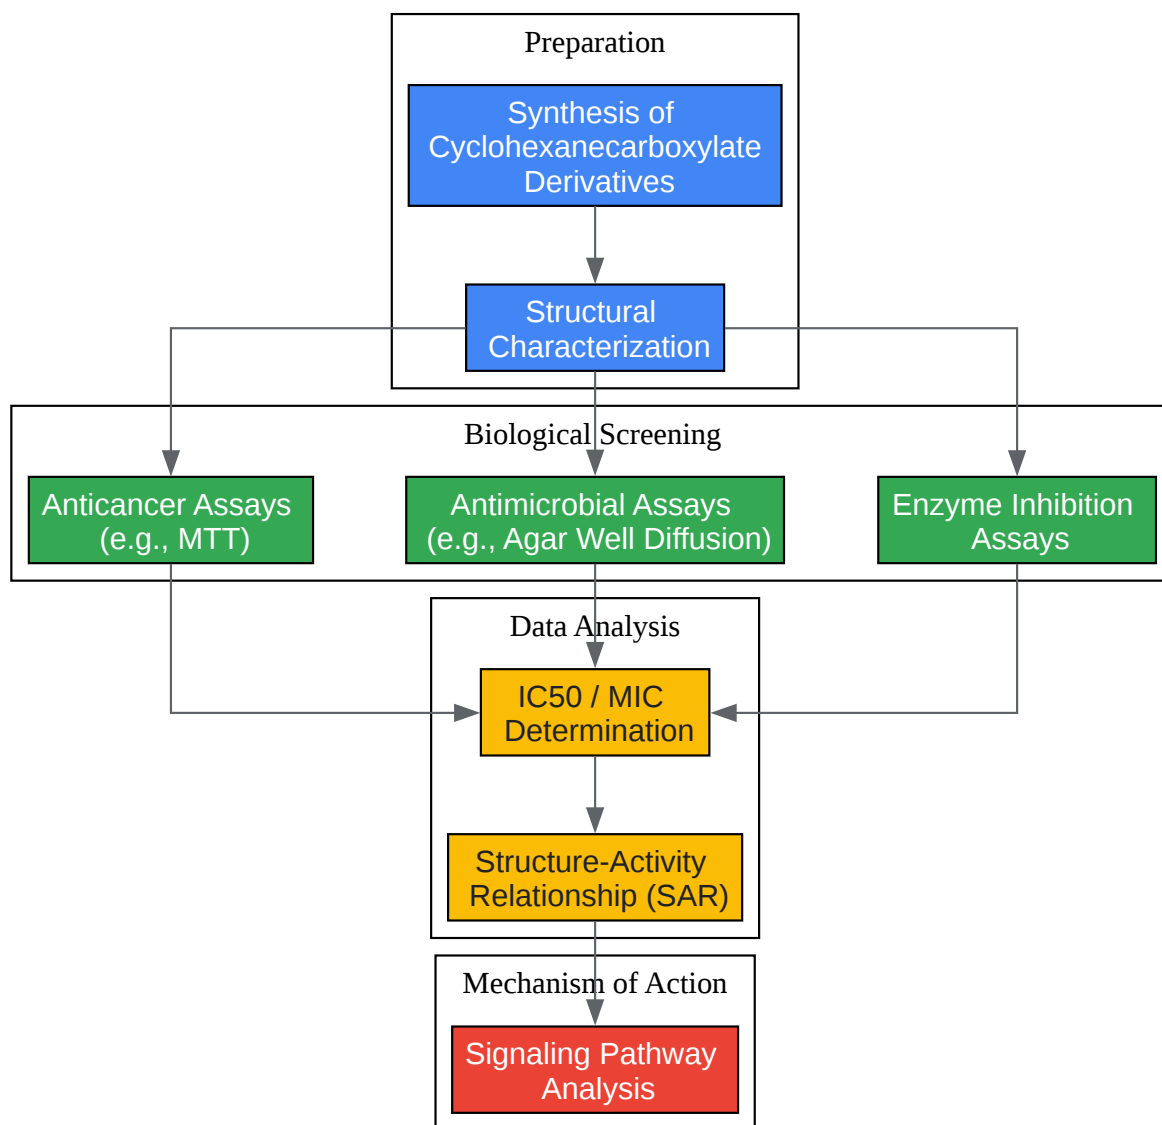 Preparation
Synthesis of
Cyclohexanecarboxylate
Derivatives
Structural
Characterization
Biological Screening
Anticancer Assays
(e.g., MTT)
Antimicrobial Assays
(e.g., Agar Well Diffusion)
Enzyme Inhibition
Assays
Data Analysis
IC50 / MIC
Determination
Structure-Activity
Relationship (SAR)
Mechanism of Action
Signaling Pathway
Analysis